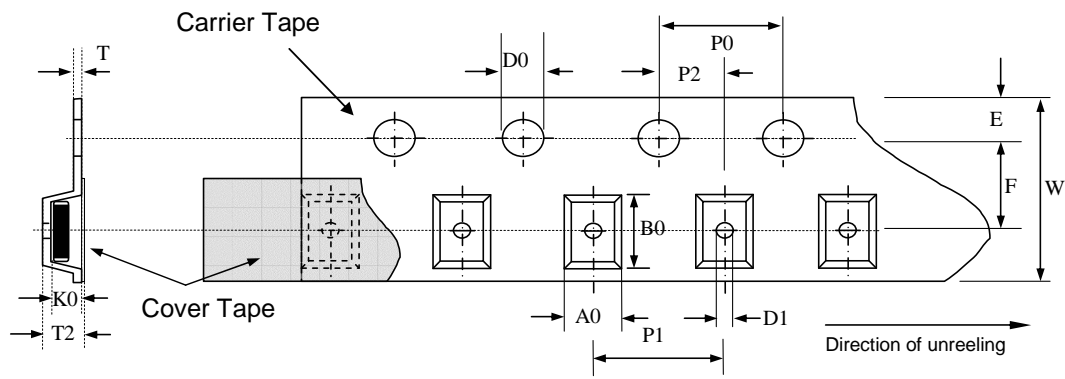 Carrier Tape
T
D0
P0
P2
E
F
W
B0
K0
Cover Tape
T2
A0
P1
D1
Direction of unreeling